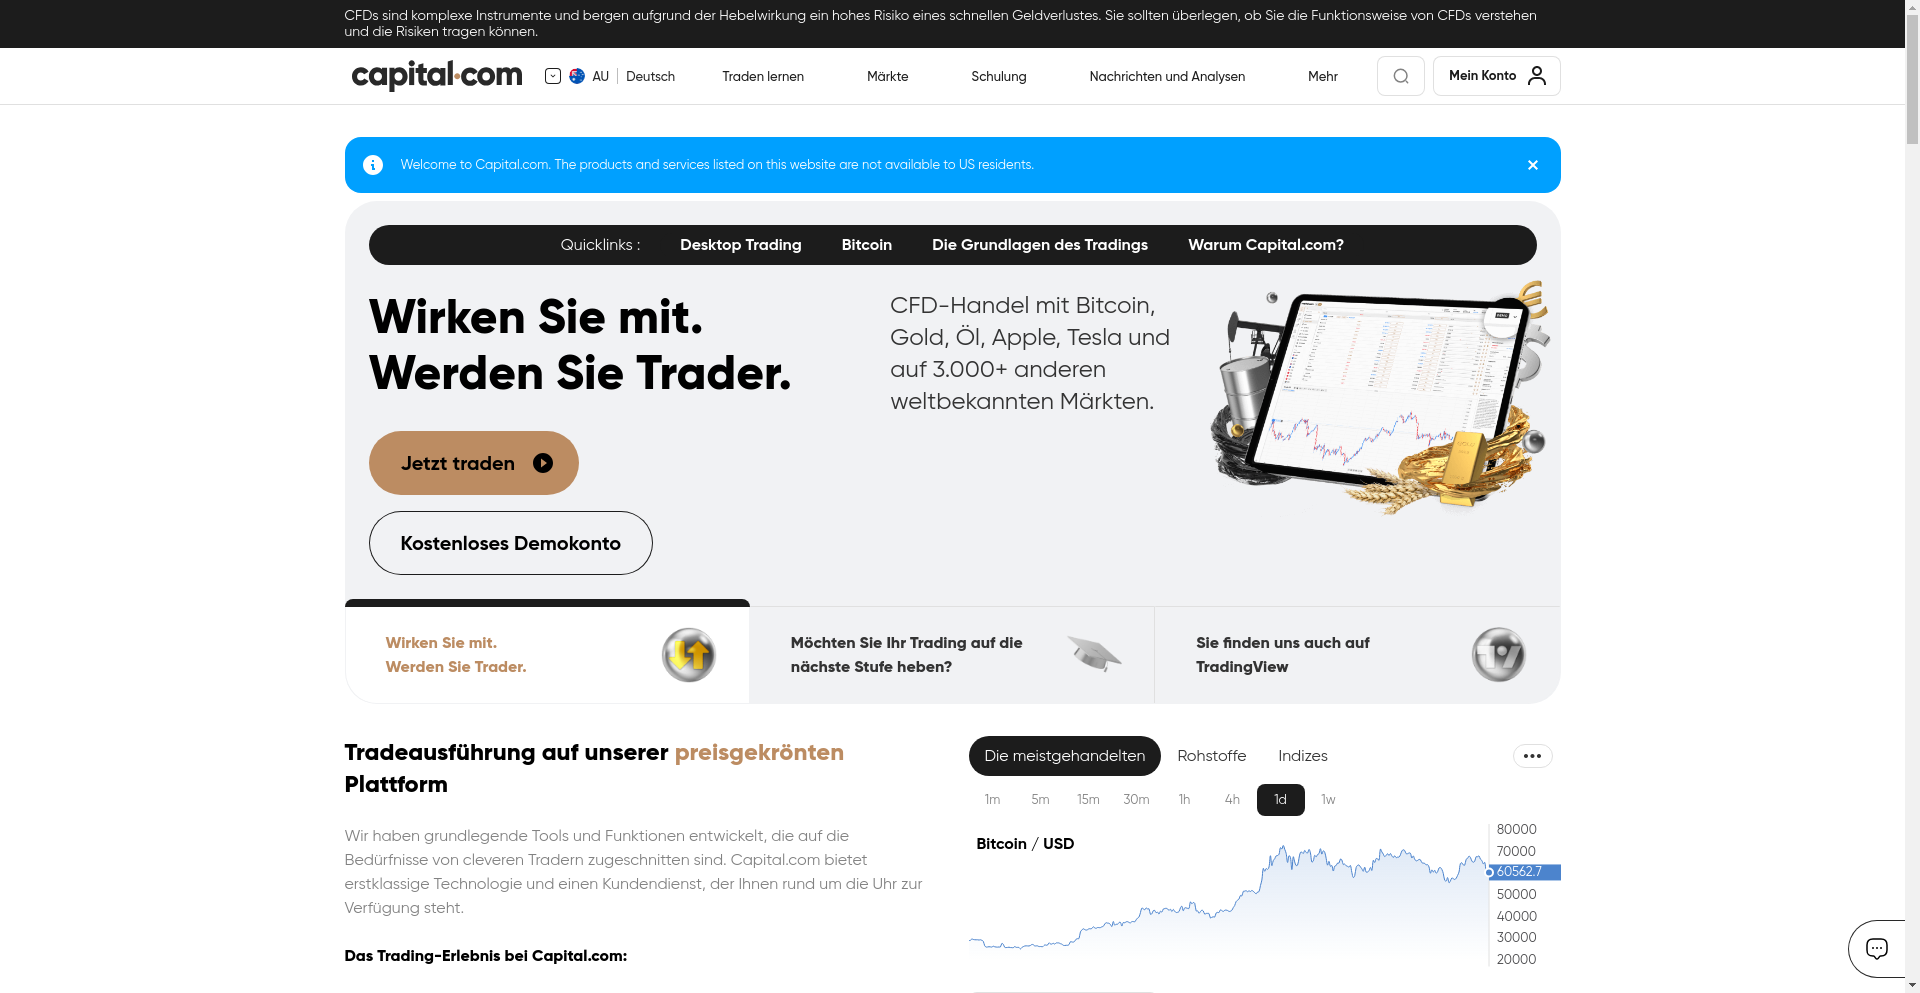 CFDs sind komplexe Instrumente und bergen aufgrund der Hebelwirkung ein hohes Risiko eines schnellen Geldverlustes. Sie sollten überlegen, ob Sie die Funktionsweise von CFDs verstehen
und die Risiken tragen können.
capital.com
AU
Deutsch
Traden lernen
Märkte
Schulung
Nachrichten und Analysen
Mehr
Mein Konto
Welcome to Capital.com. The products and services listed on this website are not available to US residents.
Quicklinks :
Desktop Trading
Bitcoin
Die Grundlagen des Tradings
Warum Capital.com?
Wirken Sie mit.
Werden Sie Trader.
CFD-Handel mit Bitcoin,
Gold, Öl, Apple, Tesla und
auf 3.000+ anderen
weltbekannten Märkten.
Jetzt traden
Kostenloses Demokonto
Wirken Sie mit.
Werden Sie Trader.
Möchten Sie Ihr Trading auf die
nächste Stufe heben?
Sie finden uns auch auf
TradingView
Tradeausführung auf unserer preisgekrönten
Plattform
Wir haben grundlegende Tools und Funktionen entwickelt, die auf die
Bedürfnisse von cleveren Tradern zugeschnitten sind. Capital.com bietet
erstklassige Technologie und einen Kundendienst, der Ihnen rund um die Uhr zur
Verfügung steht.
Das Trading-Erlebnis bei Capital.com:
Die meistgehandelten
Rohstoffe
Indizes
1m
5m
15m
30m
1h
4h
1d
1w
Bitcoin / USD
80000
70000
60562.7
50000
40000
30000
20000